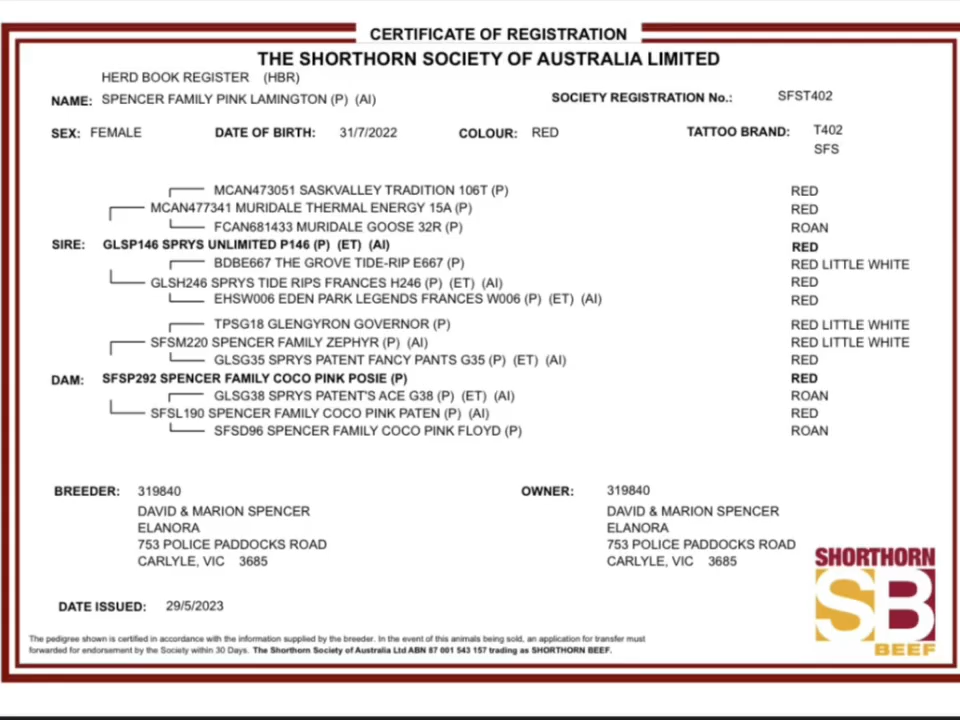 CERTIFICATE OF REGISTRATION
THE SHORTHORN SOCIETY OF AUSTRALIA LIMITED
HERD BOOK REGISTER (HBR)
NAME: SPENCER FAMILY PINK LAMINGTON (P) (AI) SOCIETY REGISTRATION No.: SFST402
SEX: FEMALE DATE OF BIRTH: 31/7/2022 COLOUR: RED TATTOO BRAND: T402
SFS
MCAN473051 SASKVALLEY TRADITION 106T (P) RED
MCAN477341 MURIDALE THERMAL ENERGY 15A (P) RED
FCAN681433 MURIDALE GOOSE 32R (P) ROAN
SIRE: GLSP146 SPRYS UNLIMITED P146 (P) (ET) (AI) RED
BDBE667 THE GROVE TIDE-RIP E667 (P) RED LITTLE WHITE
GLSH246 SPRYS TIDE RIPS FRANCES H246 (P) (ET) (AI) RED
EHSW006 EDEN PARK LEGENDS FRANCES W006 (P) (ET) (AI) RED
TPSG18 GLENGYRON GOVERNOR (P) RED LITTLE WHITE
SFSM220 SPENCER FAMILY ZEPHYR (P) (AI) RED LITTLE WHITE
GLSG35 SPRYS PATENT FANCY PANTS G35 (P) (ET) (AI) RED
DAM: SFSP292 SPENCER FAMILY COCO PINK POSIE (P) RED
GLSG38 SPRYS PATENT'S ACE G38 (P) (ET) (AI) ROAN
SFSL190 SPENCER FAMILY COCO PINK PATEN (P) (AI) RED
SFSD96 SPENCER FAMILY COCO PINK FLOYD (P) ROAN
BREEDER: 319840
DAVID & MARION SPENCER
ELANORA
753 POLICE PADDOCKS ROAD
CARLYLE, VIC 3685
OWNER: 319840
DAVID & MARION SPENCER
ELANORA
753 POLICE PADDOCKS ROAD
CARLYLE, VIC 3685
SHORTHORN
SB
BEEF
DATE ISSUED: 29/5/2023
The pedigree shown is certified in accordance with the information supplied by the breeder. In the event of this animals being sold, an application for transfer must
forwarded for endorsement by the Society within 30 Days. The Shorthorn Society of Australia Ltd ABN 87 001 543 157 trading as SHORTHORN BEEF.